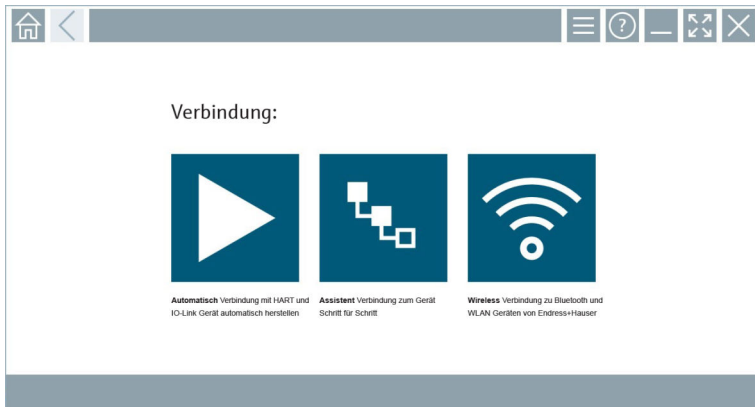 Verbindung:
Automatisch Verbindung mit HART und
IO-Link Gerät automatisch herstellen
Assistent Verbindung zum Gerät
Schritt für Schritt
Wireless Verbindung zu Bluetooth und
WLAN Geräten von Endress+Hauser